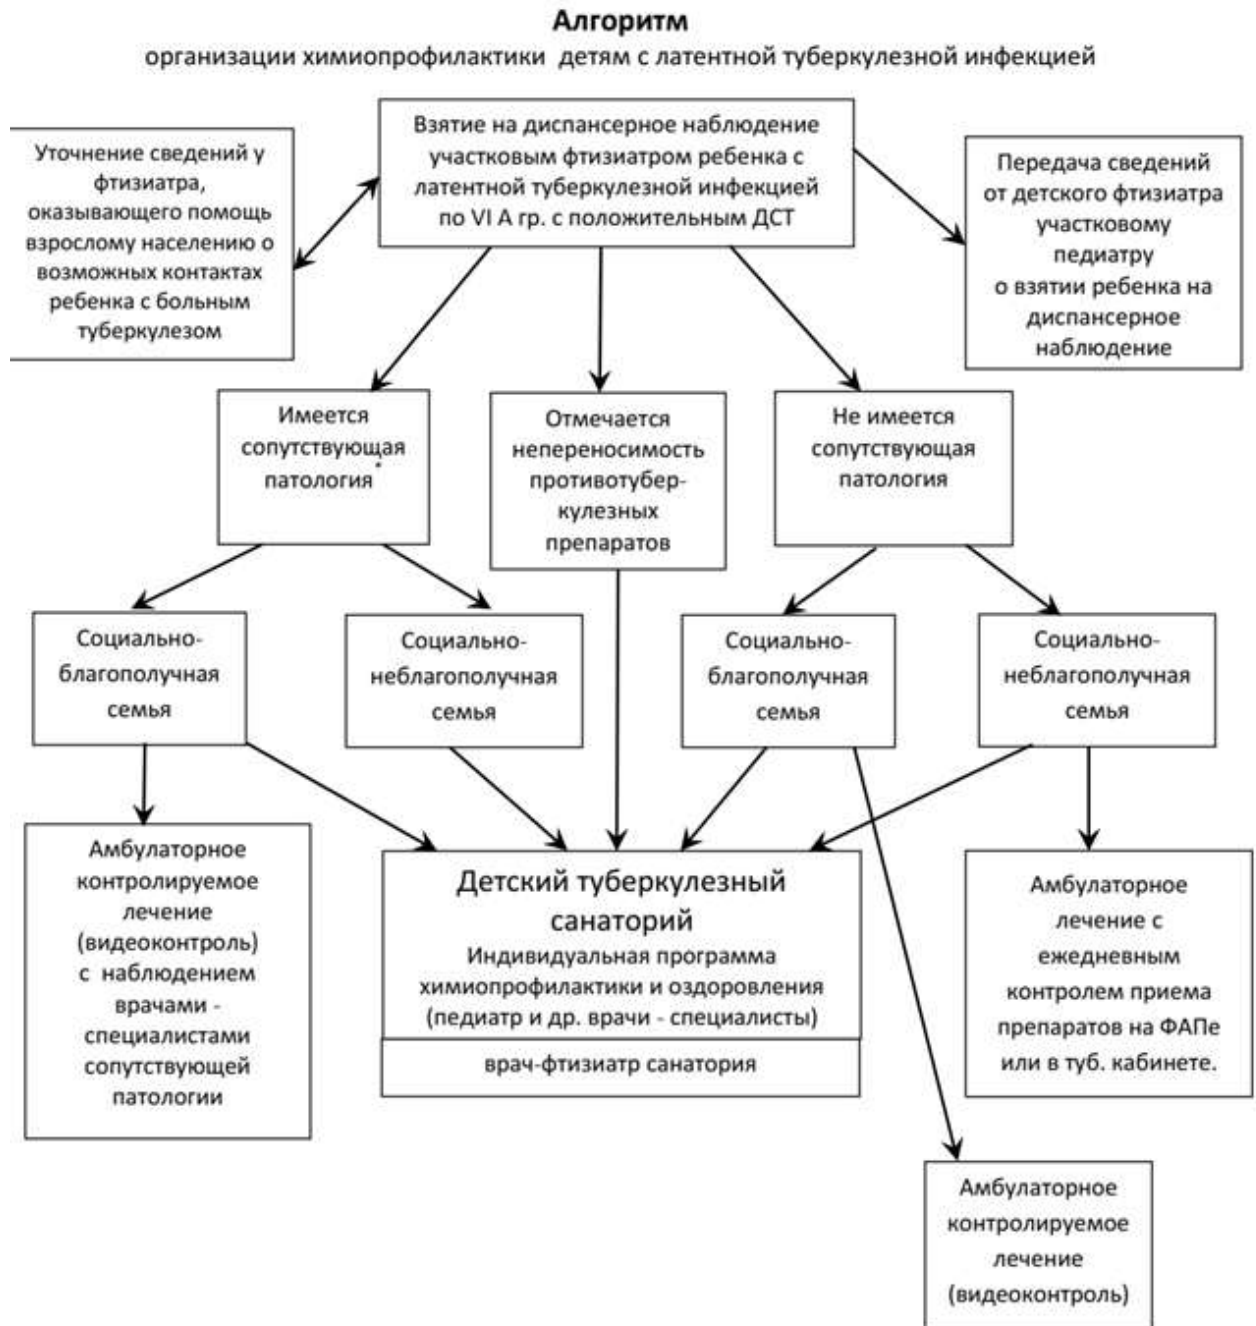 Алгоритм
организации химиопрофилактики детям с латентной туберкулезной инфекцией
Уточнение сведений у
фтизиатра,
оказывающего помощь
взрослому населению о
возможных контактах
ребенка с больным
туберкулезом
Взятие на диспансерное наблюдение
участковым фтизиатром ребенка с
латентной туберкулезной инфекцией
по VI А гр. с положительным ДСТ
Передача сведений
от детского фтизиатра
участковому
педиатру
о взятии ребенка на
диспансерное
наблюдение
Имеется
сопутствующая
патология*
Отмечается
непереносимость
противотубер-
кулезных
препаратов
Не имеется
сопутствующая
патология
Социально-
благополучная
семья
Социально-
неблагополучная
семья
Социально-
благополучная
семья
Социально-
неблагополучная
семья
Амбулаторное
контролируемое
лечение
(видеоконтроль)
с наблюдением
врачами -
специалистами
сопутствующей
патологии
Детский туберкулезный
санаторий
Индивидуальная программа
химиопрофилактики и оздоровления
(педиатр и др. врачи - специалисты)
врач-фтизиатр санатория
Амбулаторное
лечение с
ежедневным
контролем приема
препаратов на ФАПе
или в туб. кабинете.
Амбулаторное
контролируемое
лечение
(видеоконтроль)